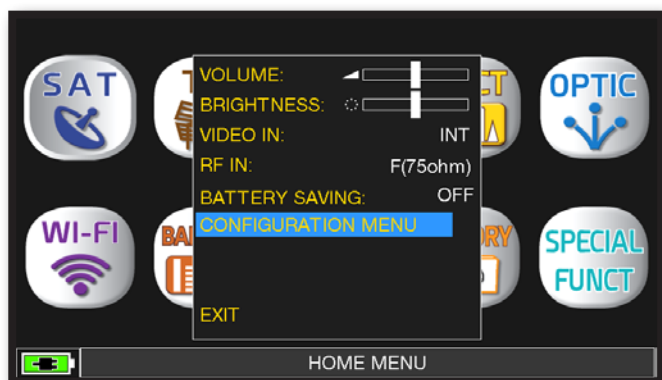 SAT
OPTIC
VOLUME:
BRIGHTNESS:
VIDEO IN: INT
RF IN: F(75ohm)
BATTERY SAVING: OFF
CONFIGURATION MENU
EXIT
WI-FI
SPECIAL
FUNCT
HOME MENU